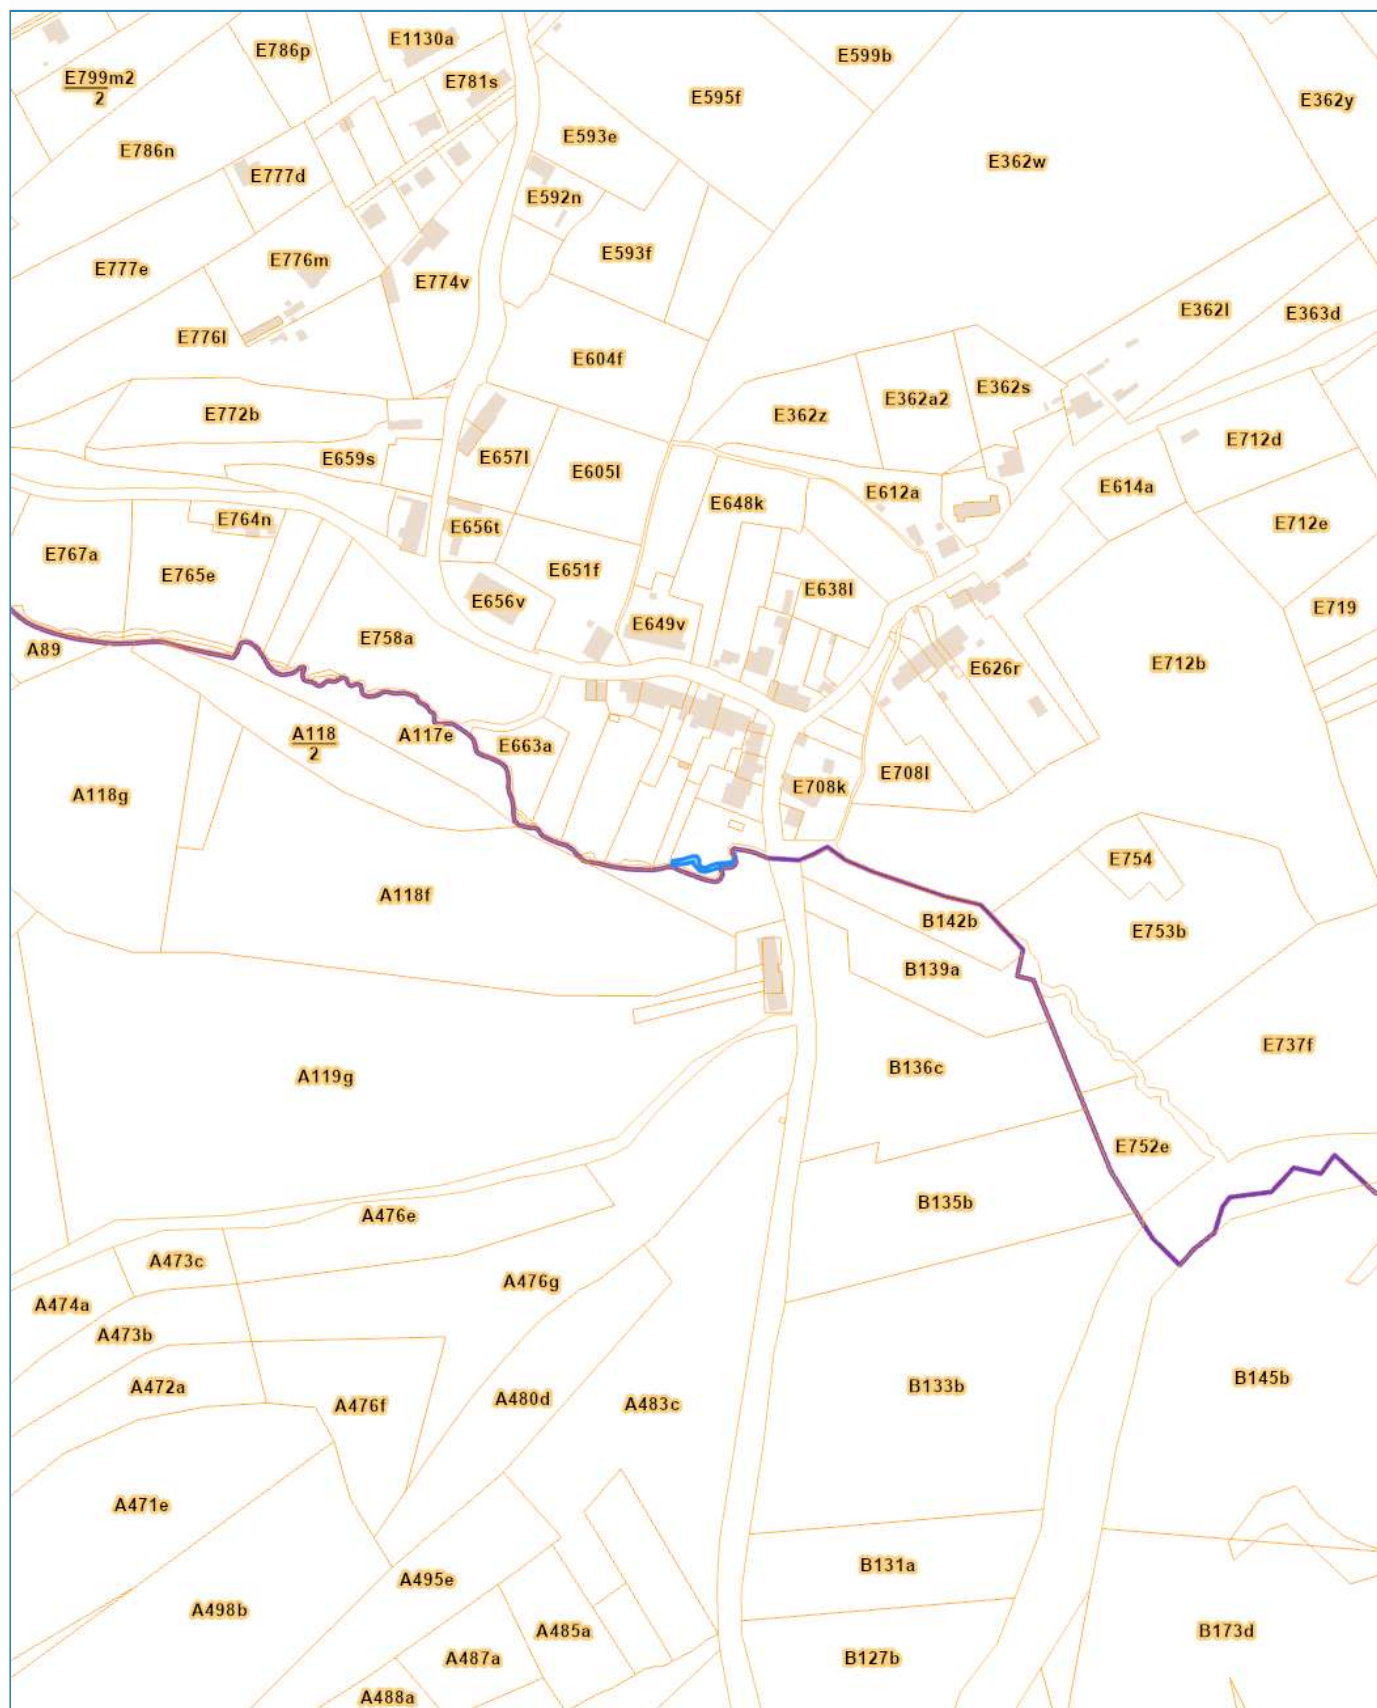 E1130a
E599b
E786p
E799m2
2
E781s
E595f
E362y
E593e
E786n
E362w
E777d
E592n
E593f
E776m
E777e
E774v
E362l
E363d
E776l
E604f
E362s
E362a2
E772b
E362z
E712d
E657l
E659s
E605l
E614a
E612a
E648k
E764n
E656t
E712e
E767a
E651f
E765e
E638l
E656v
E719
E649v
E758a
A89
E712b
E626r
A118
2
A117e
E663a
E708l
E708k
A118g
E754
A118f
B142b
E753b
B139a
E737f
B136c
A119g
E752e
B135b
A476e
A473c
A476g
A474a
A473b
B145b
A472a
B133b
A480d
A476f
A483c
A471e
B131a
A495e
A498b
A485a
B173d
A487a
B127b
A488a